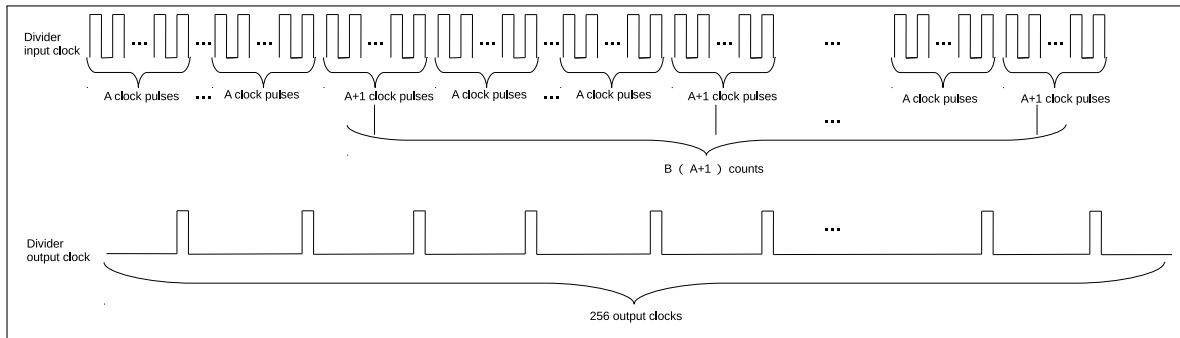 Divider
input clock
... ... ... ... ... ... ... ... ... ... ...
A clock pulses ... A clock pulses A+1 clock pulses A clock pulses ... A clock pulses A+1 clock pulses A clock pulses A+1 clock pulses
...
B ( A+1 ) counts
Divider
output clock
...
256 output clocks